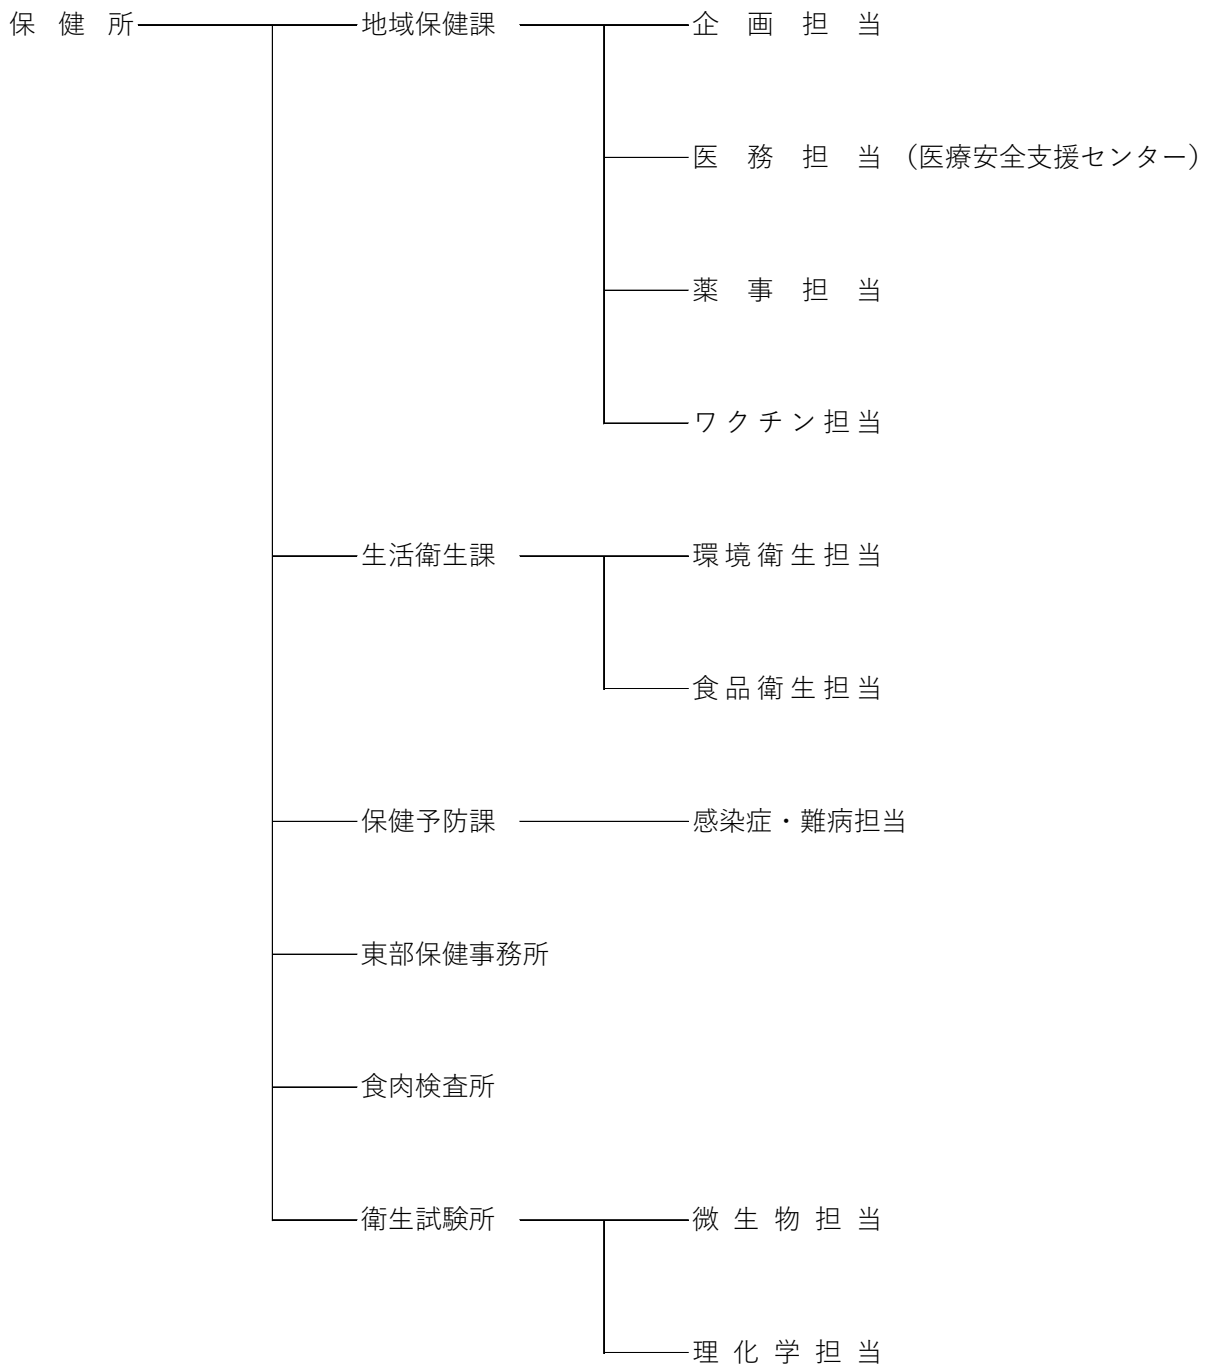 保健所 地域保健課 企画担当
医務担当 （医療安全支援センター）
薬事担当
ワクチン担当
生活衛生課 環境衛生担当
食品衛生担当
保健予防課 感染症・難病担当
東部保健事務所
食肉検査所
衛生試験所 微生物担当
理化学担当